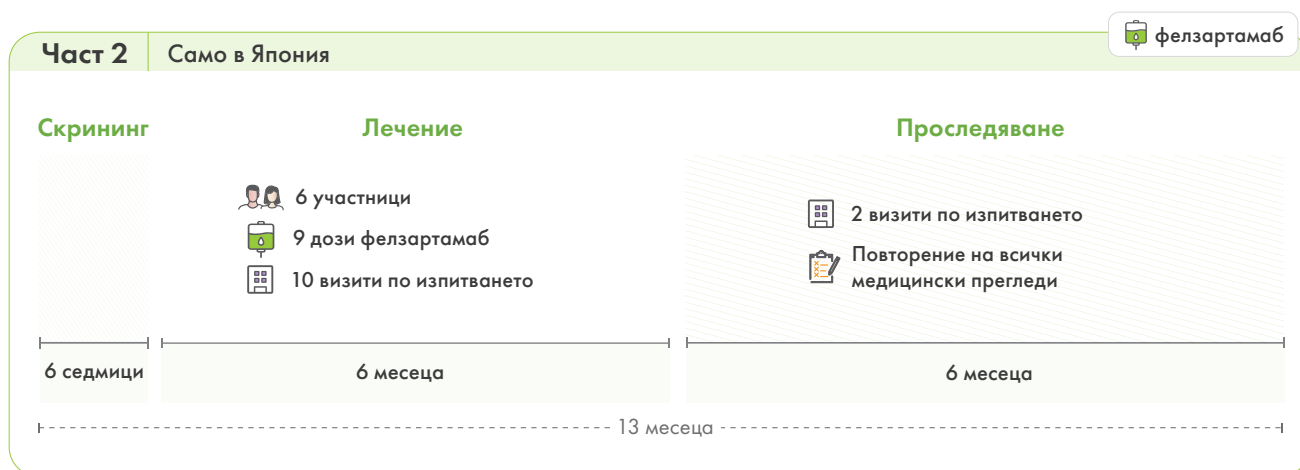 Част 2
Само в Япония
фелзартамаб
Скрининг
Лечение
Проследяване
6 участници
9 дози фелзартамаб
10 визити по изпитването
2 визити по изпитването
Повторение на всички
медицински прегледи
6 седмици
6 месеца
6 месеца
13 месеца